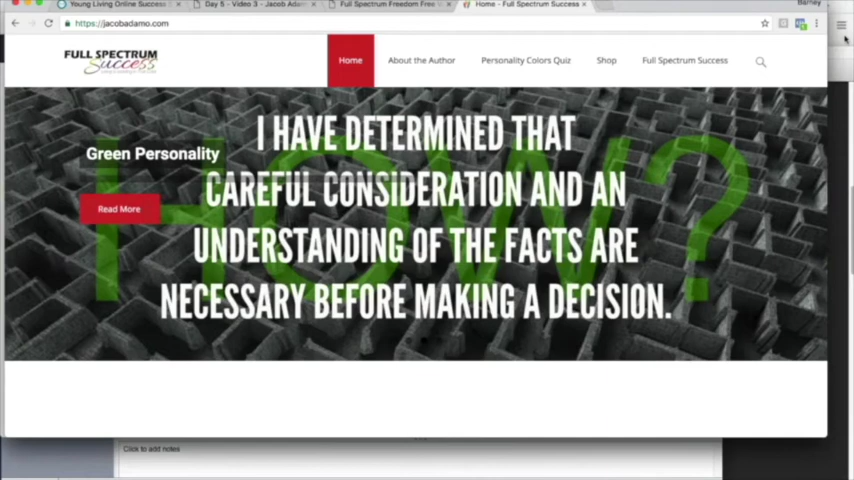 Young Living Online Success
Day 5 - Video 3 - Jacob Adam
Full Spectrum Freedom Free
Home - Full Spectrum Success
Barney
https://jacobadamo.com
FULL SPECTRUM
Success
Home
About the Author
Personality Colors Quiz
Shop
Full Spectrum Success
HOW?
Green Personality
Read More
I HAVE DETERMINED THAT
CAREFUL CONSIDERATION AND AN
UNDERSTANDING OF THE FACTS ARE
NECESSARY BEFORE MAKING A DECISION.
Click to add notes